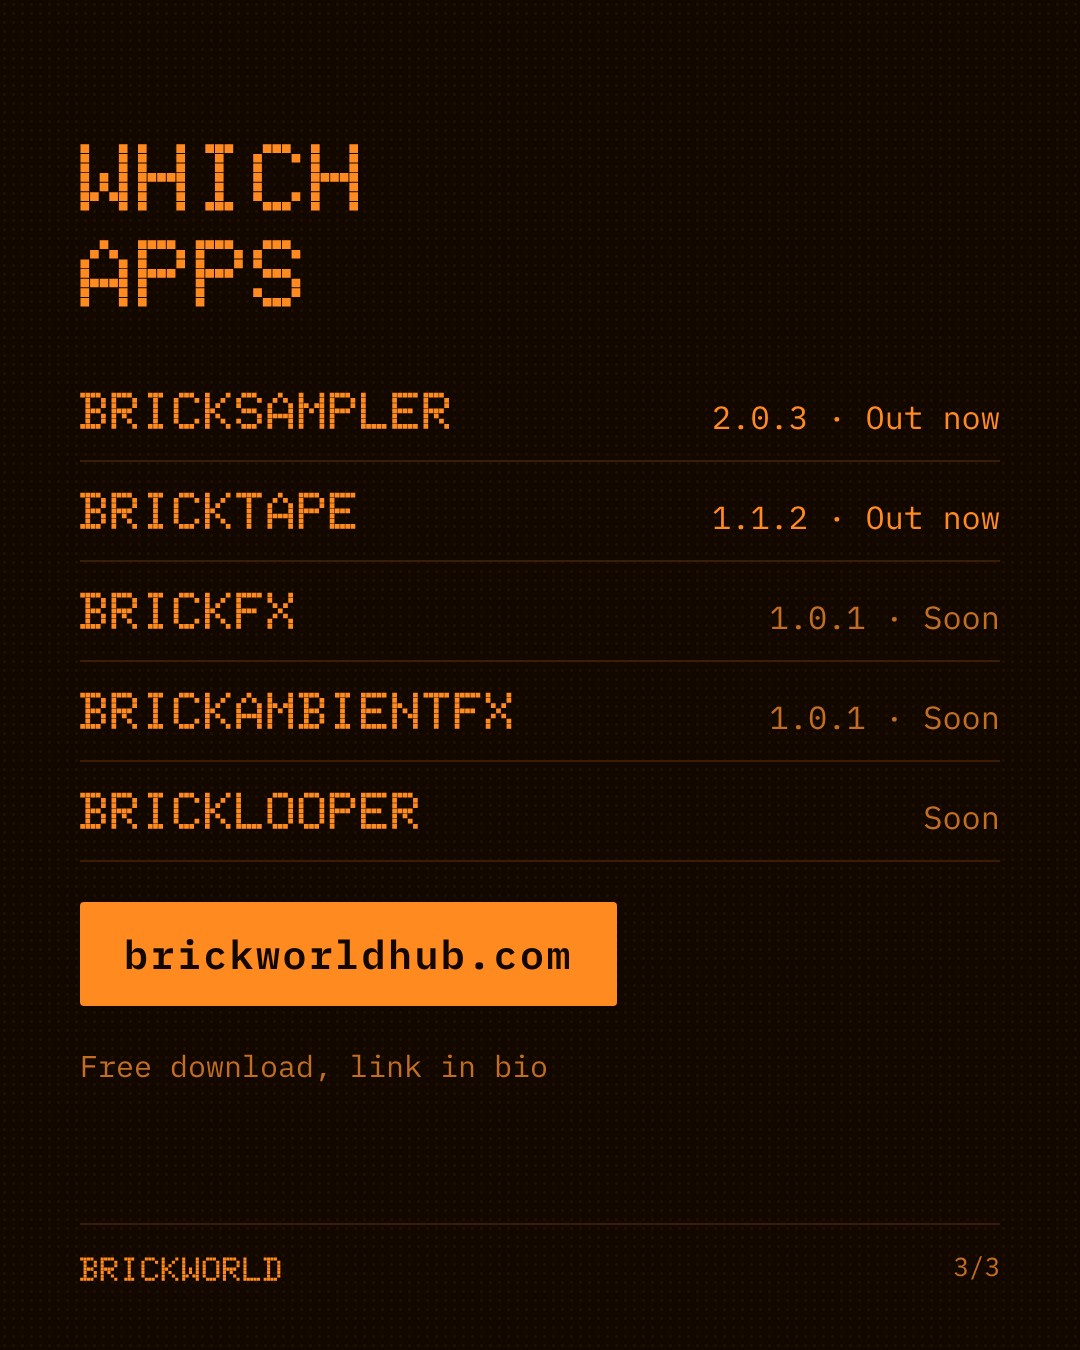 WHICH
APPS
BRICKSAMPLER 2.0.3 · Out now
BRICKTAPE 1.1.2 · Out now
BRICKFX 1.0.1 · Soon
BRICKAMBIENTFX 1.0.1 · Soon
BRICKLOOPER Soon
brickworldhub.com
Free download, link in bio
BRICKWORLD 3/3